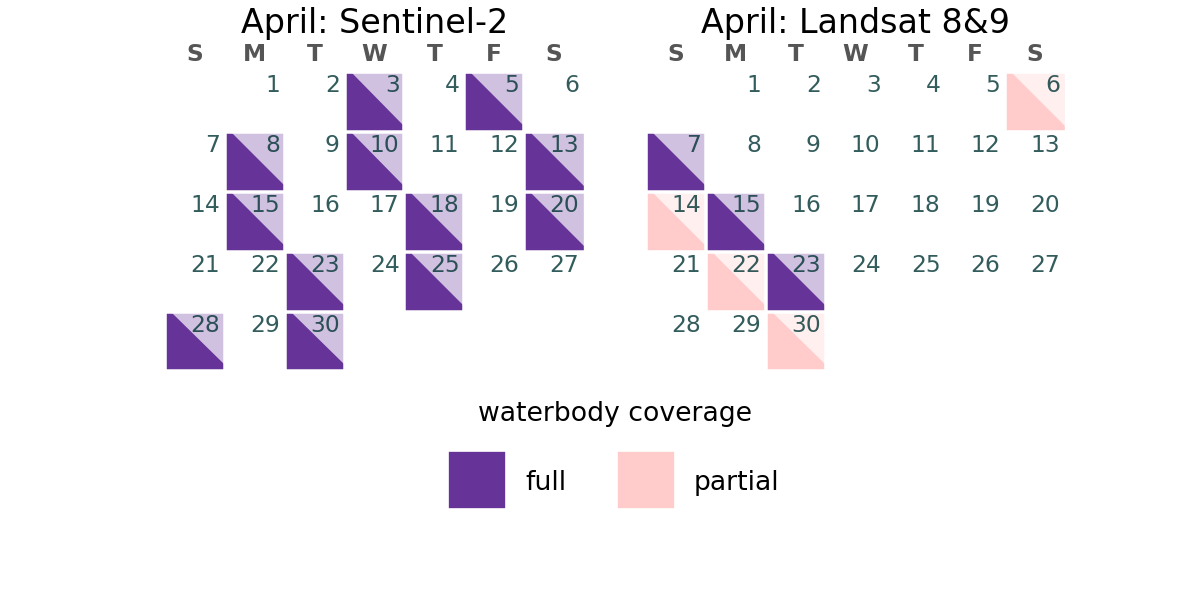 April: Sentinel-2
S M T W T F S
1 2 3 4 5 6
7 8 9 10 11 12 13
14 15 16 17 18 19 20
21 22 23 24 25 26 27
28 29 30
April: Landsat 8&9
S M T W T F S
1 2 3 4 5 6
7 8 9 10 11 12 13
14 15 16 17 18 19 20
21 22 23 24 25 26 27
28 29 30
waterbody coverage
full partial